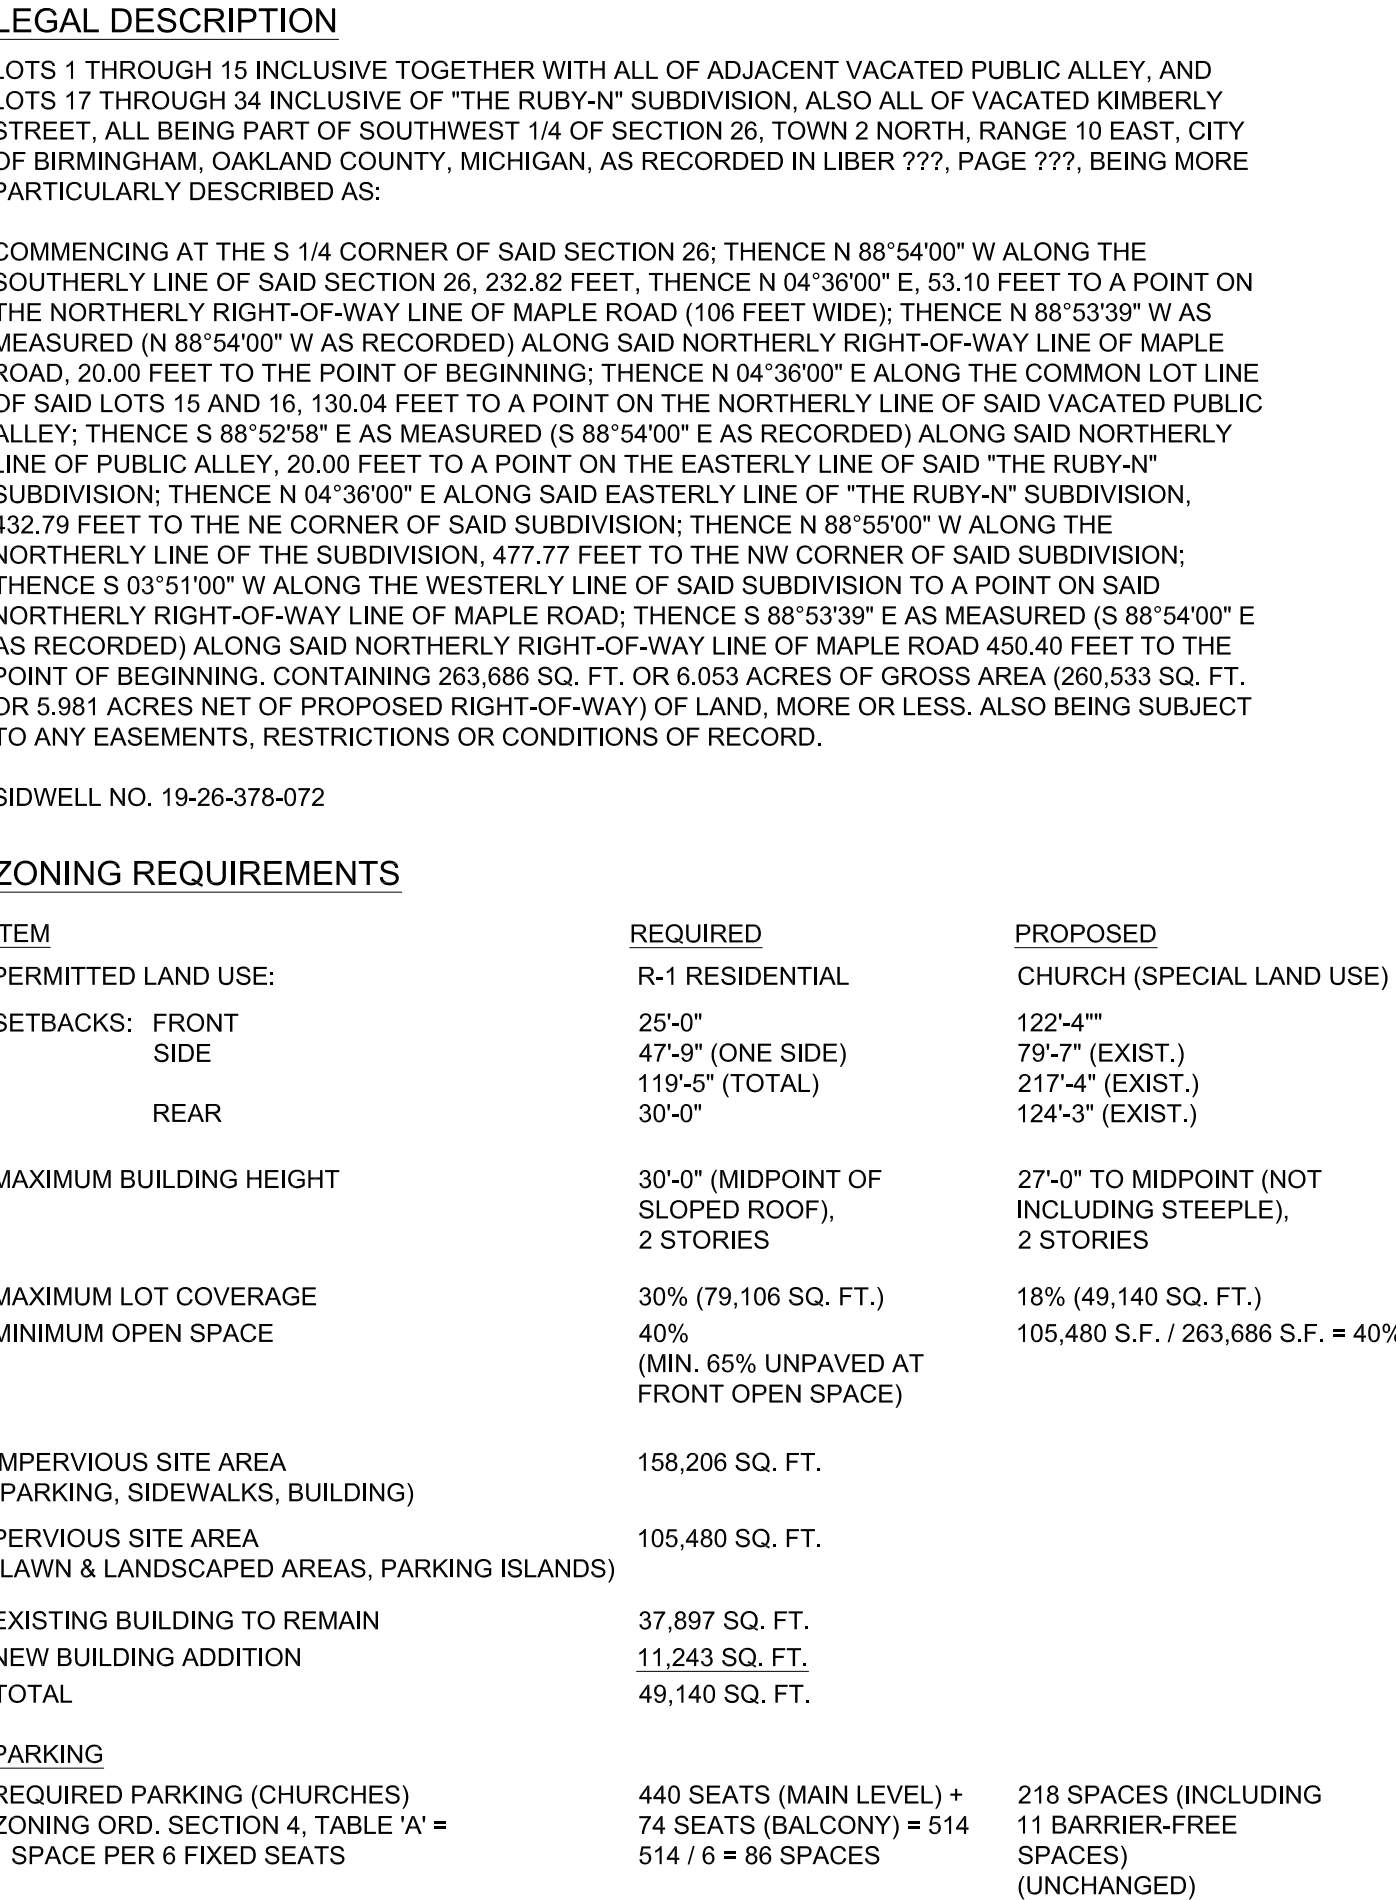 LEGAL DESCRIPTION
LOTS 1 THROUGH 15 INCLUSIVE TOGETHER WITH ALL OF ADJACENT VACATED PUBLIC ALLEY, AND
LOTS 17 THROUGH 34 INCLUSIVE OF "THE RUBY-N" SUBDIVISION, ALSO ALL OF VACATED KIMBERLY
STREET, ALL BEING PART OF SOUTHWEST 1/4 OF SECTION 26, TOWN 2 NORTH, RANGE 10 EAST, CITY
OF BIRMINGHAM, OAKLAND COUNTY, MICHIGAN, AS RECORDED IN LIBER ???, PAGE ???, BEING MORE
PARTICULARLY DESCRIBED AS:
COMMENCING AT THE S 1/4 CORNER OF SAID SECTION 26; THENCE N 88°54'00" W ALONG THE
SOUTHERLY LINE OF SAID SECTION 26, 232.82 FEET, THENCE N 04°36'00" E, 53.10 FEET TO A POINT ON
THE NORTHERLY RIGHT-OF-WAY LINE OF MAPLE ROAD (106 FEET WIDE); THENCE N 88°53'39" W AS
MEASURED (N 88°54'00" W AS RECORDED) ALONG SAID NORTHERLY RIGHT-OF-WAY LINE OF MAPLE
ROAD, 20.00 FEET TO THE POINT OF BEGINNING; THENCE N 04°36'00" E ALONG THE COMMON LOT LINE
OF SAID LOTS 15 AND 16, 130.04 FEET TO A POINT ON THE NORTHERLY LINE OF SAID VACATED PUBLIC
ALLEY; THENCE S 88°52'58" E AS MEASURED (S 88°54'00" E AS RECORDED) ALONG SAID NORTHERLY
LINE OF PUBLIC ALLEY, 20.00 FEET TO A POINT ON THE EASTERLY LINE OF SAID "THE RUBY-N"
SUBDIVISION; THENCE N 04°36'00" E ALONG SAID EASTERLY LINE OF "THE RUBY-N" SUBDIVISION,
432.79 FEET TO THE NE CORNER OF SAID SUBDIVISION; THENCE N 88°55'00" W ALONG THE
NORTHERLY LINE OF THE SUBDIVISION, 477.77 FEET TO THE NW CORNER OF SAID SUBDIVISION;
THENCE S 03°51'00" W ALONG THE WESTERLY LINE OF SAID SUBDIVISION TO A POINT ON SAID
NORTHERLY RIGHT-OF-WAY LINE OF MAPLE ROAD; THENCE S 88°53'39" E AS MEASURED (S 88°54'00" E
AS RECORDED) ALONG SAID NORTHERLY RIGHT-OF-WAY LINE OF MAPLE ROAD 450.40 FEET TO THE
POINT OF BEGINNING. CONTAINING 263,686 SQ. FT. OR 6.053 ACRES OF GROSS AREA (260,533 SQ. FT.
OR 5.981 ACRES NET OF PROPOSED RIGHT-OF-WAY) OF LAND, MORE OR LESS. ALSO BEING SUBJECT
TO ANY EASEMENTS, RESTRICTIONS OR CONDITIONS OF RECORD.
SIDWELL NO. 19-26-378-072
ZONING REQUIREMENTS
ITEM REQUIRED PROPOSED
PERMITTED LAND USE: R-1 RESIDENTIAL CHURCH (SPECIAL LAND USE)
SETBACKS: FRONT 25'-0" 122'-4""
SIDE 47'-9" (ONE SIDE) 79'-7" (EXIST.)
119'-5" (TOTAL) 217'-4" (EXIST.)
REAR 30'-0" 124'-3" (EXIST.)
MAXIMUM BUILDING HEIGHT 30'-0" (MIDPOINT OF 27'-0" TO MIDPOINT (NOT
SLOPED ROOF), INCLUDING STEEPLE),
2 STORIES 2 STORIES
MAXIMUM LOT COVERAGE 30% (79,106 SQ. FT.) 18% (49,140 SQ. FT.)
MINIMUM OPEN SPACE 40% 105,480 S.F. / 263,686 S.F. = 40%
(MIN. 65% UNPAVED AT
FRONT OPEN SPACE)
IMPERVIOUS SITE AREA 158,206 SQ. FT.
(PARKING, SIDEWALKS, BUILDING)
PERVIOUS SITE AREA 105,480 SQ. FT.
(LAWN & LANDSCAPED AREAS, PARKING ISLANDS)
EXISTING BUILDING TO REMAIN 37,897 SQ. FT.
NEW BUILDING ADDITION 11,243 SQ. FT.
TOTAL 49,140 SQ. FT.
PARKING
REQUIRED PARKING (CHURCHES) 440 SEATS (MAIN LEVEL) + 218 SPACES (INCLUDING
ZONING ORD. SECTION 4, TABLE 'A' = 74 SEATS (BALCONY) = 514 11 BARRIER-FREE
SPACE PER 6 FIXED SEATS 514 / 6 = 86 SPACES SPACES)
(UNCHANGED)